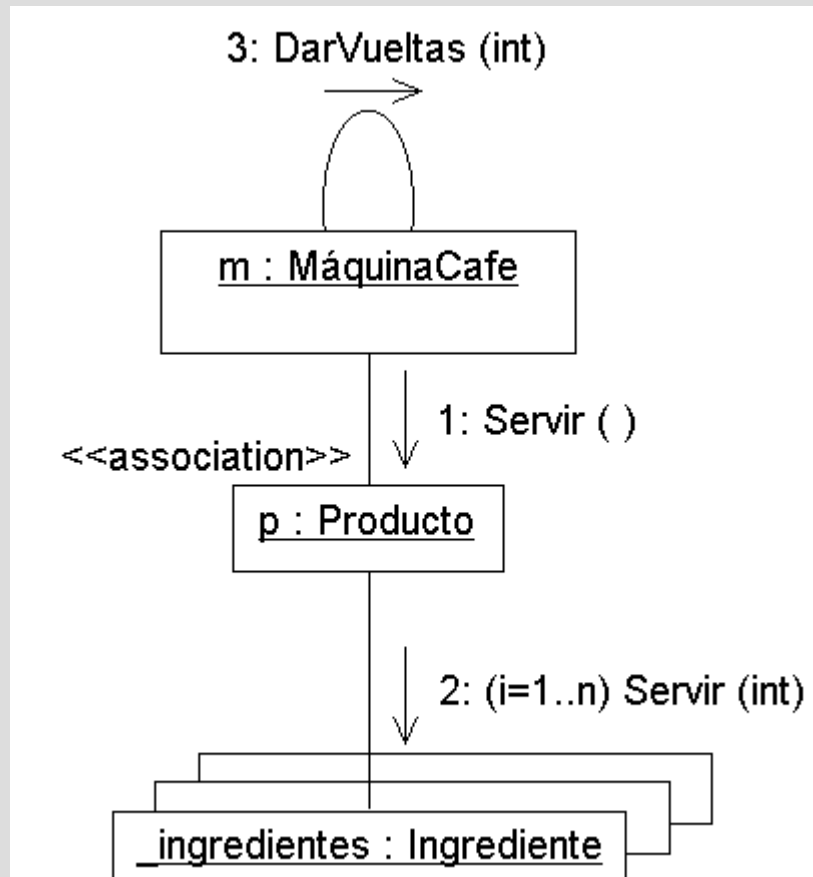 3: DarVueltas (int)
m : MáquinaCafe
1: Servir ( )
<<association>>
p : Producto
2: (i=1..n) Servir (int)
_ingredientes : Ingrediente